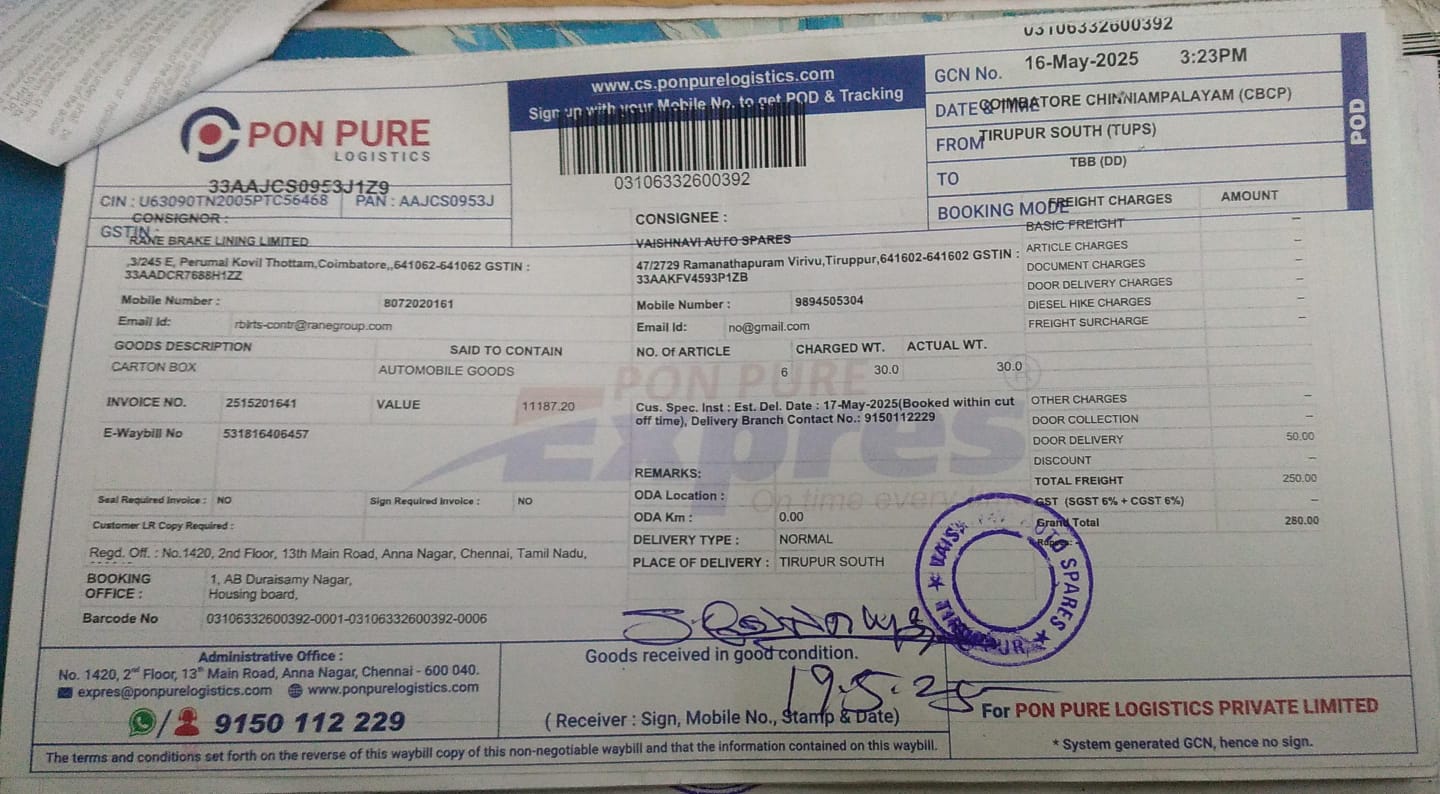 03106332600392
www.cs.ponpurelogistics.com
Sign up with your Mobile No. to get POD & Tracking
03106332600392
PON PURE
LOGISTICS
33AAJCS0953J1Z9
CIN : U63090TN2005PTC56468 PAN : AAJCS0953J
GSTIN :
GCN No. 16-May-2025 3:23PM
DATE & TIME COIMBATORE CHINNIAMPALAYAM (CBCP)
FROM TIRUPUR SOUTH (TUPS)
TO TBB (DD)
BOOKING MODE
POD
CONSIGNOR :
RANE BRAKE LINING LIMITED
,3/245 E, Perumal Kovil Thottam,Coimbatore,,641062-641062 GSTIN :
33AADCR7688H1ZZ
Mobile Number : 8072020161
Email Id: rblrts-contr@ranegroup.com
CONSIGNEE :
VAISHNAVI AUTO SPARES
47/2729 Ramanathapuram Virivu,Tiruppur,641602-641602 GSTIN :
33AAKFV4593P1ZB
Mobile Number : 9894505304
Email Id: no@gmail.com
GOODS DESCRIPTION SAID TO CONTAIN
CARTON BOX AUTOMOBILE GOODS
NO. Of ARTICLE CHARGED WT. ACTUAL WT.
6 30.0 30.0
INVOICE NO. 2515201641 VALUE 11187.20
E-Waybill No 531816406457
Cus. Spec. Inst : Est. Del. Date : 17-May-2025(Booked within cut
off time), Delivery Branch Contact No.: 9150112229
PON PURE ®
Expres
On time every time
Seal Required Invoice : NO Sign Required Invoice : NO
Customer LR Copy Required :
REMARKS:
ODA Location :
ODA Km : 0.00
DELIVERY TYPE : NORMAL
PLACE OF DELIVERY : TIRUPUR SOUTH
FREIGHT CHARGES AMOUNT
BASIC FREIGHT –
ARTICLE CHARGES –
DOCUMENT CHARGES –
DOOR DELIVERY CHARGES –
DIESEL HIKE CHARGES –
FREIGHT SURCHARGE –
OTHER CHARGES –
DOOR COLLECTION –
DOOR DELIVERY 50.00
DISCOUNT –
TOTAL FREIGHT 250.00
GST (SGST 6% + CGST 6%) –
Grand Total 280.00
Rupees: -
Regd. Off. : No.1420, 2nd Floor, 13th Main Road, Anna Nagar, Chennai, Tamil Nadu,
BOOKING 1, AB Duraisamy Nagar,
OFFICE : Housing board,
Barcode No 03106332600392-0001-03106332600392-0006
★ VAISHNAVI AUTO SPARES ★
TIRUPUR
Administrative Office :
No. 1420, 2nd Floor, 13th Main Road, Anna Nagar, Chennai - 600 040.
expres@ponpurelogistics.com www.ponpurelogistics.com
/ 9150 112 229
Goods received in good condition.
19.5.25
( Receiver : Sign, Mobile No., Stamp & Date)
For PON PURE LOGISTICS PRIVATE LIMITED
* System generated GCN, hence no sign.
The terms and conditions set forth on the reverse of this waybill copy of this non-negotiable waybill and that the information contained on this waybill.